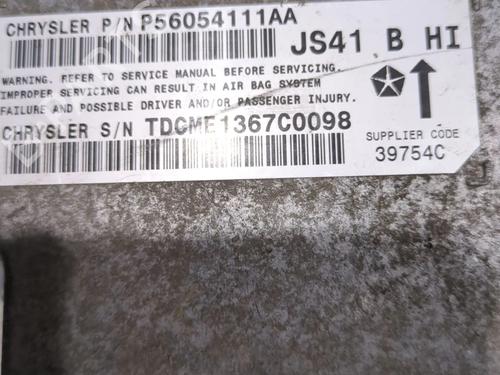 CHRYSLER P/N P56054111AA
JS41 B HI
WARNING. REFER TO SERVICE MANUAL BEFORE SERVICING.
IMPROPER SERVICING CAN RESULT IN AIR BAG SYSTEM
FAILURE AND POSSIBLE DRIVER AND/OR PASSENGER INJURY.
CHRYSLER S/N TDCME1367C0098
SUPPLIER CODE
39754C